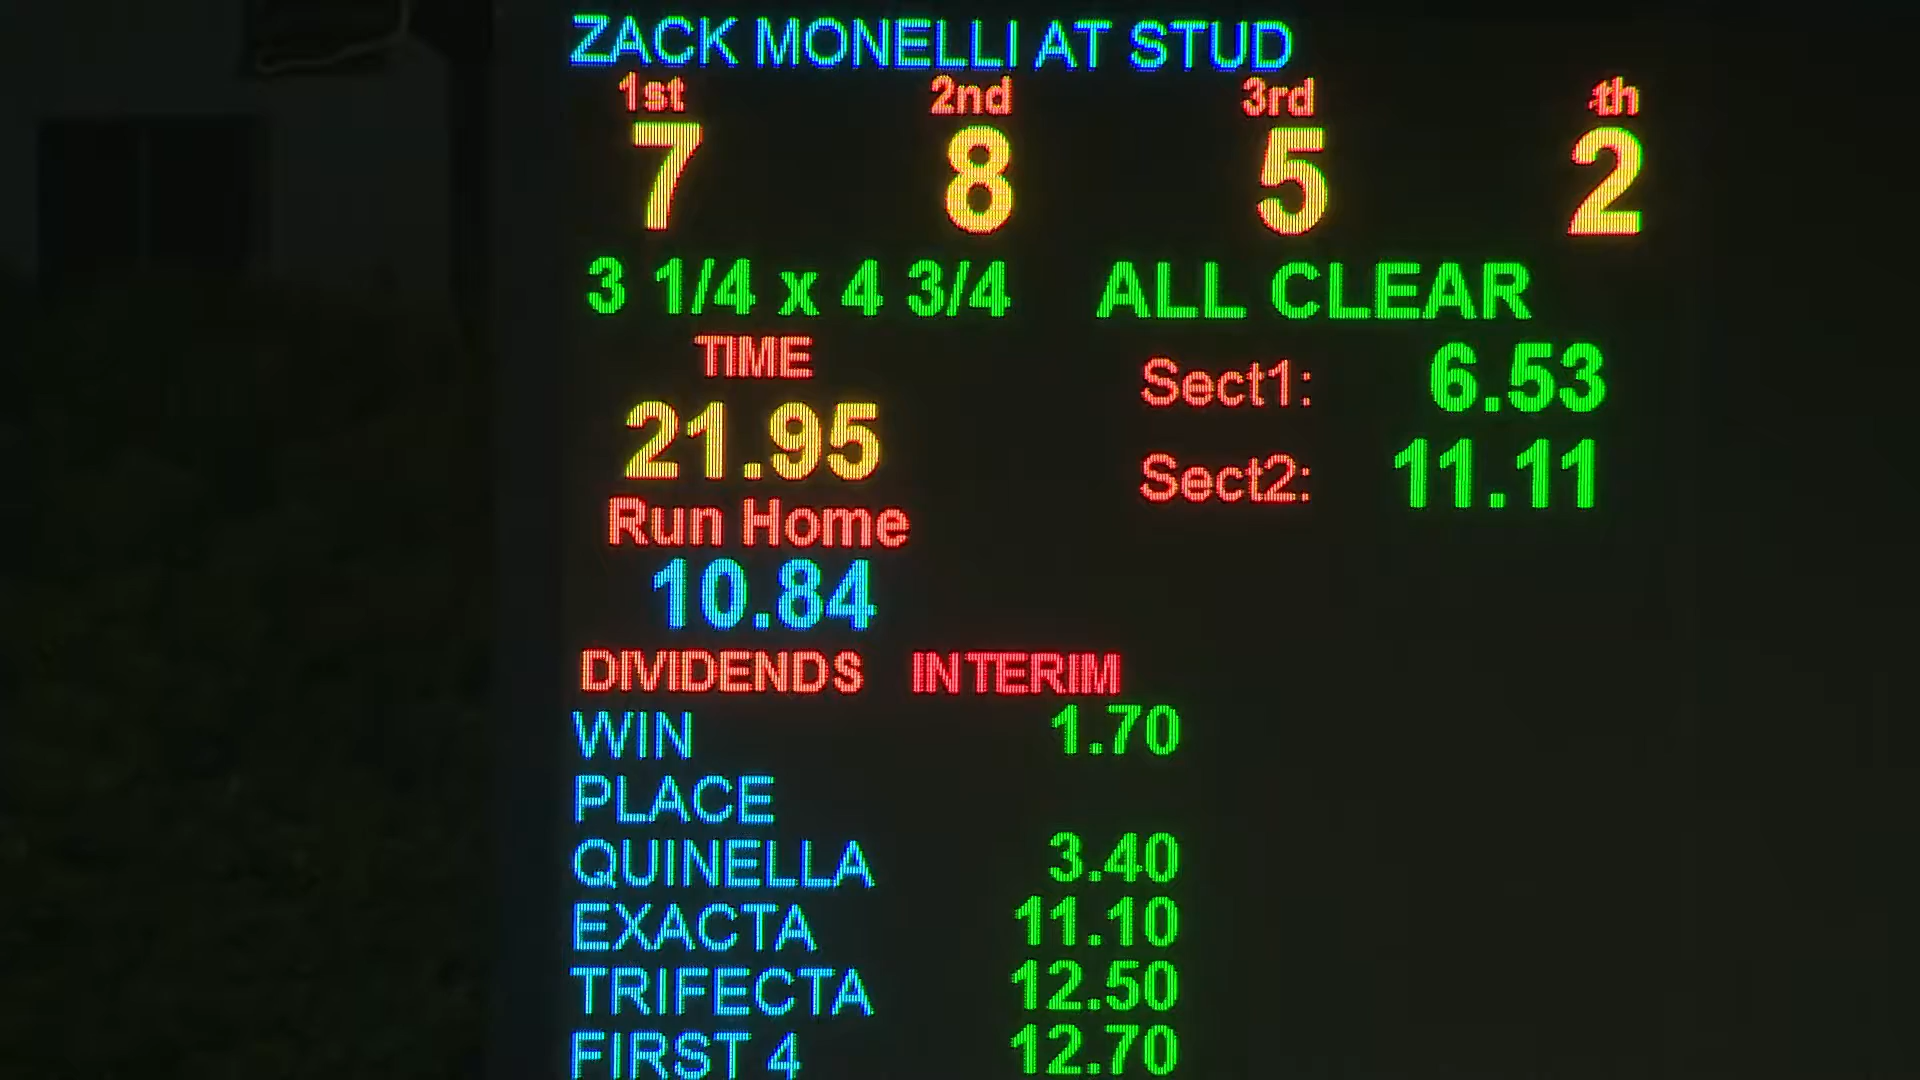 ZACK MONELLI AT STUD
1st 2nd 3rd th
7 8 5 2
3 1/4 x 4 3/4 ALL CLEAR
TIME
Sect1: 6.53
21.95
Sect2: 11.11
Run Home
10.84
DIVIDENDS INTERIM
WIN 1.70
PLACE
QUINELLA 3.40
EXACTA 11.10
TRIFECTA 12.50
FIRST 4 12.70